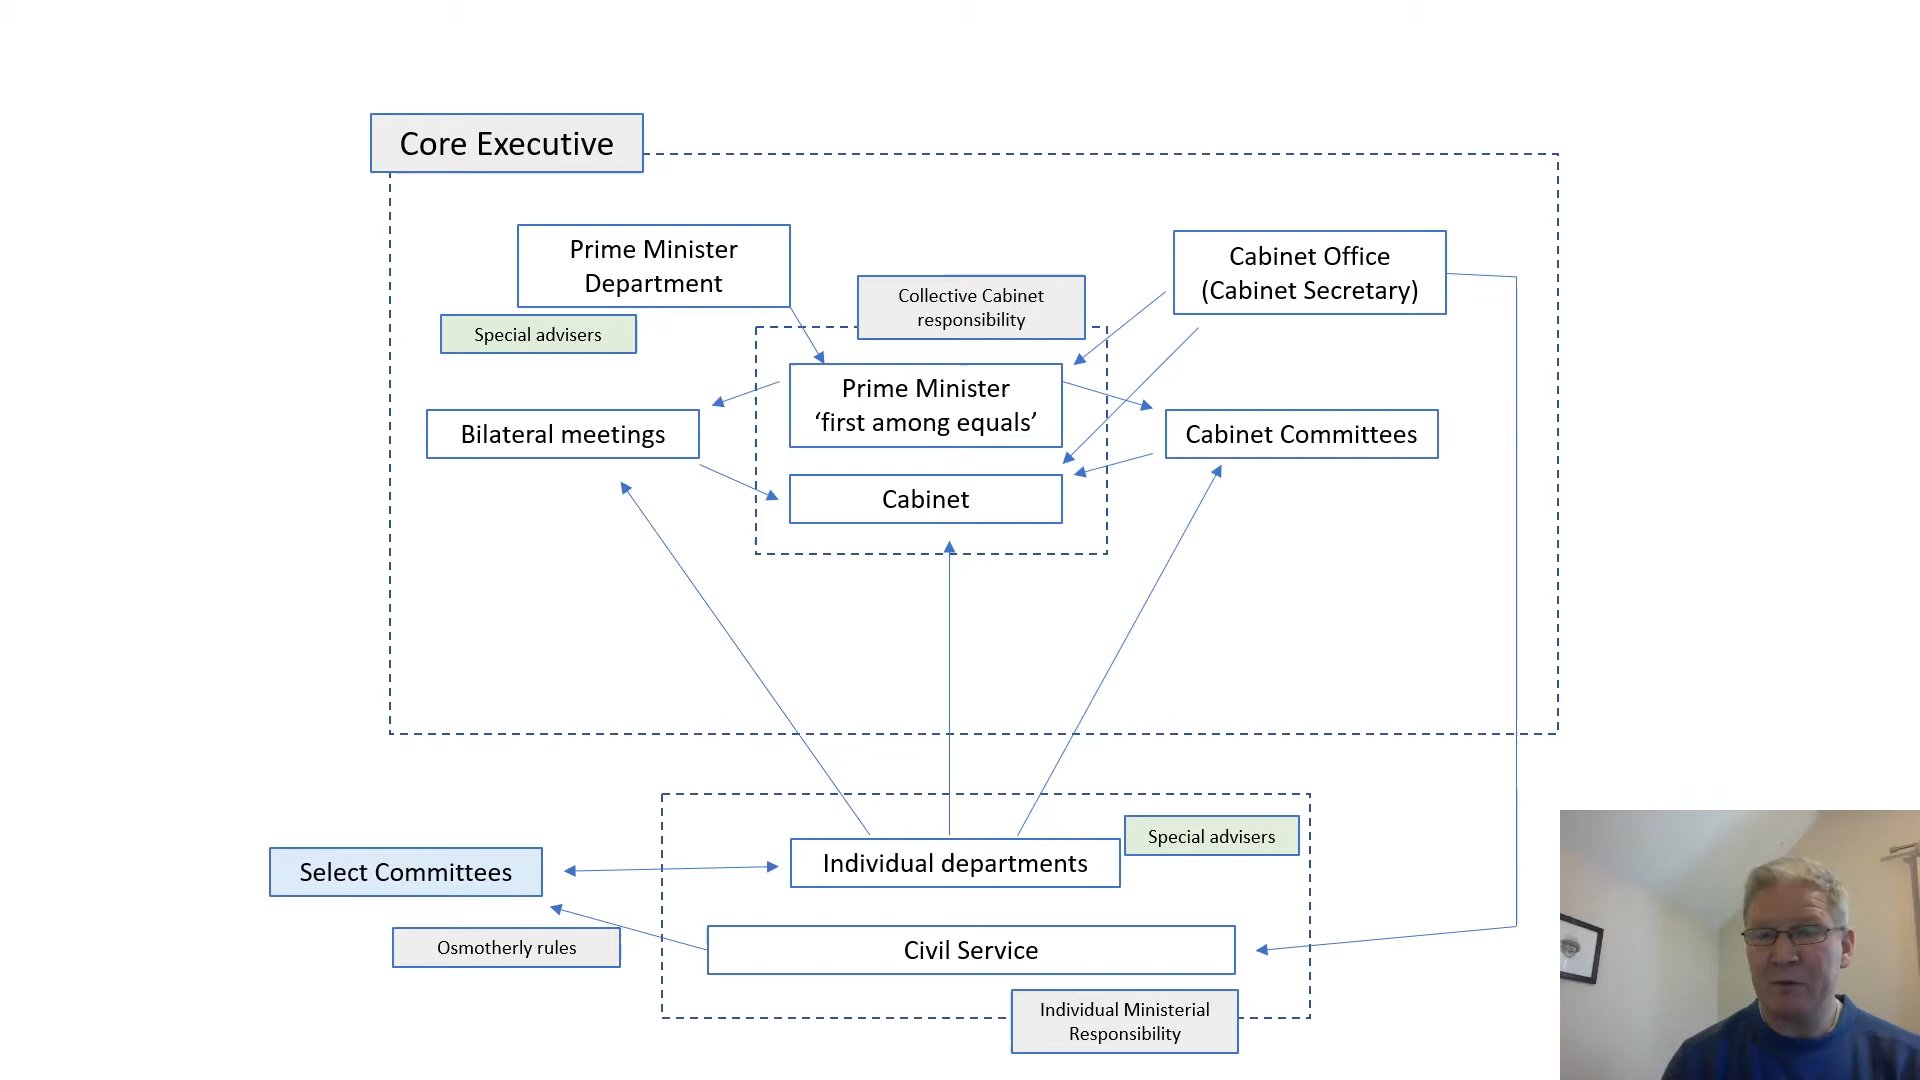 Core Executive
Prime Minister
Department
Cabinet Office
(Cabinet Secretary)
Collective Cabinet
responsibility
Special advisers
Prime Minister
‘first among equals’
Bilateral meetings
Cabinet Committees
Cabinet
Special advisers
Individual departments
Select Committees
Osmotherly rules
Civil Service
Individual Ministerial
Responsibility